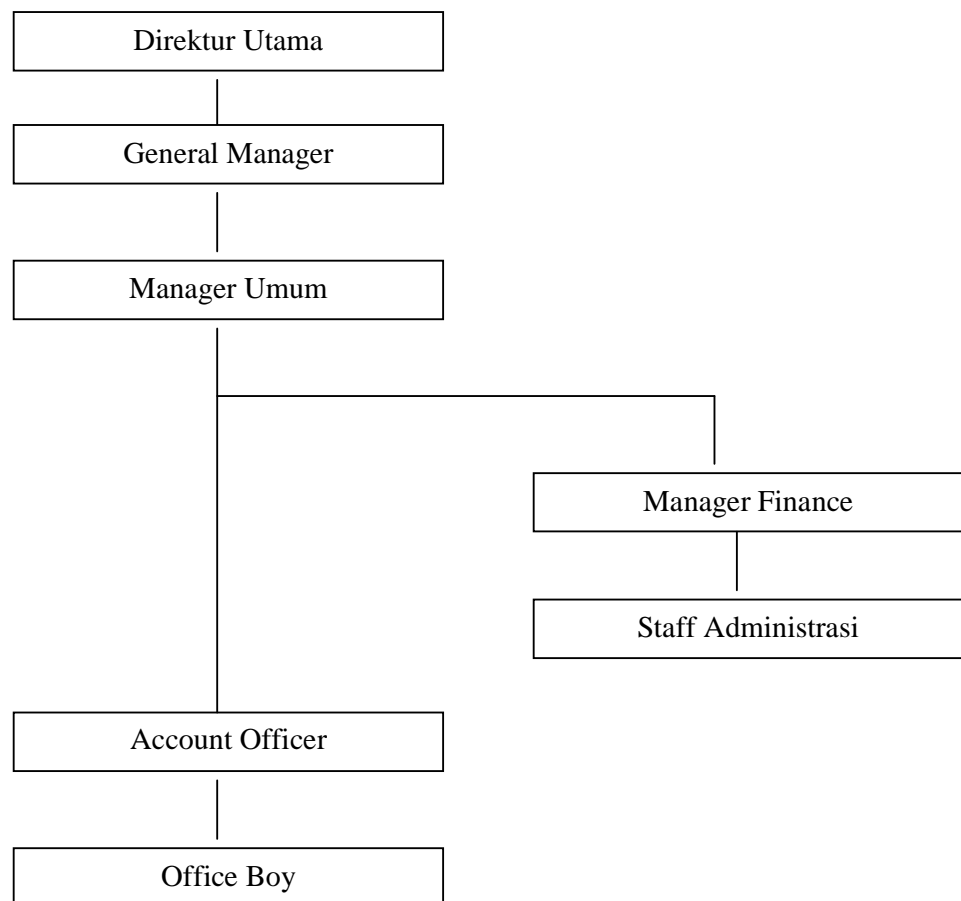 Direktur Utama
General Manager
Manager Umum
Manager Finance
Staff Administrasi
Account Officer
Office Boy